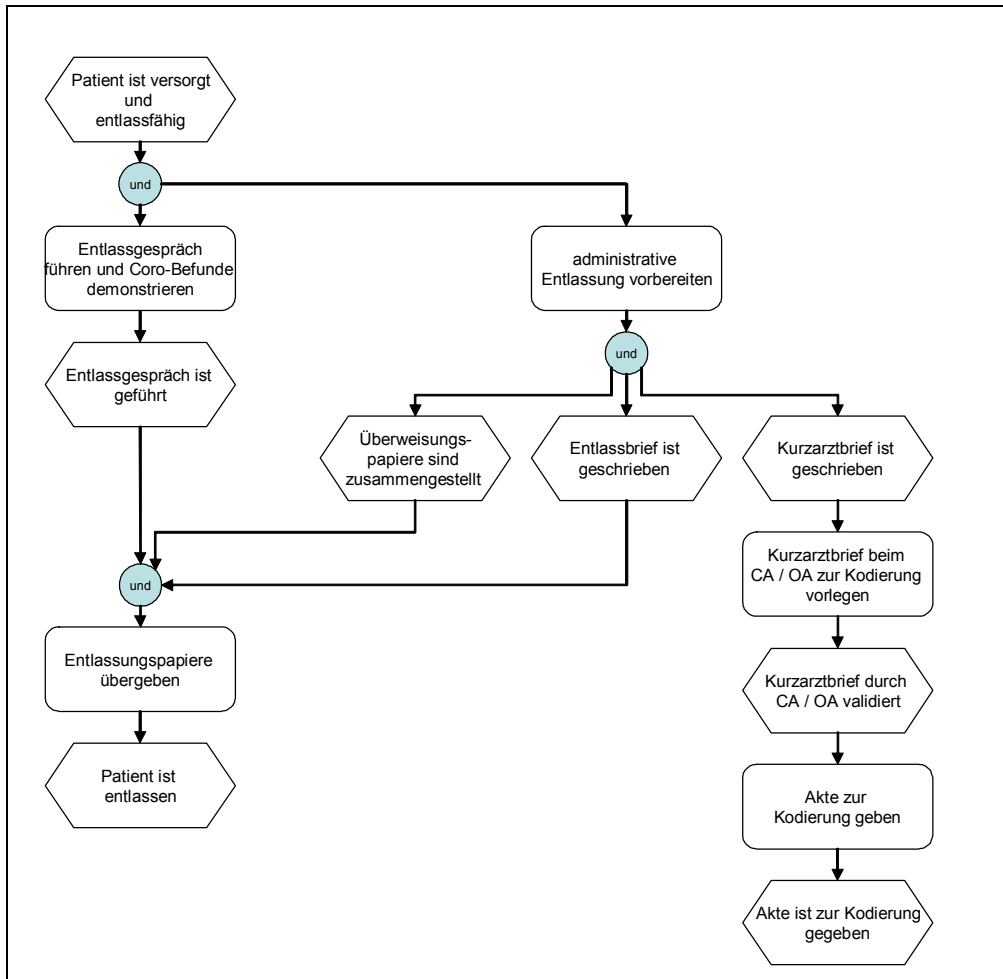 Patient ist versorgt
und
entlassfähig
und
Entlassgespräch
führen und Coro-Befunde
demonstrieren
administrative
Entlassung vorbereiten
und
Entlassgespräch ist
geführt
Überweisungs-
papiere sind
zusammengestellt
Entlassbrief ist
geschrieben
Kurzarztbrief ist
geschrieben
und
Kurzarztbrief beim
CA / OA zur Kodierung
vorlegen
Entlassungspapiere
übergeben
Kurzarztbrief durch
CA / OA validiert
Patient ist
entlassen
Akte zur
Kodierung geben
Akte ist zur Kodierung
gegeben